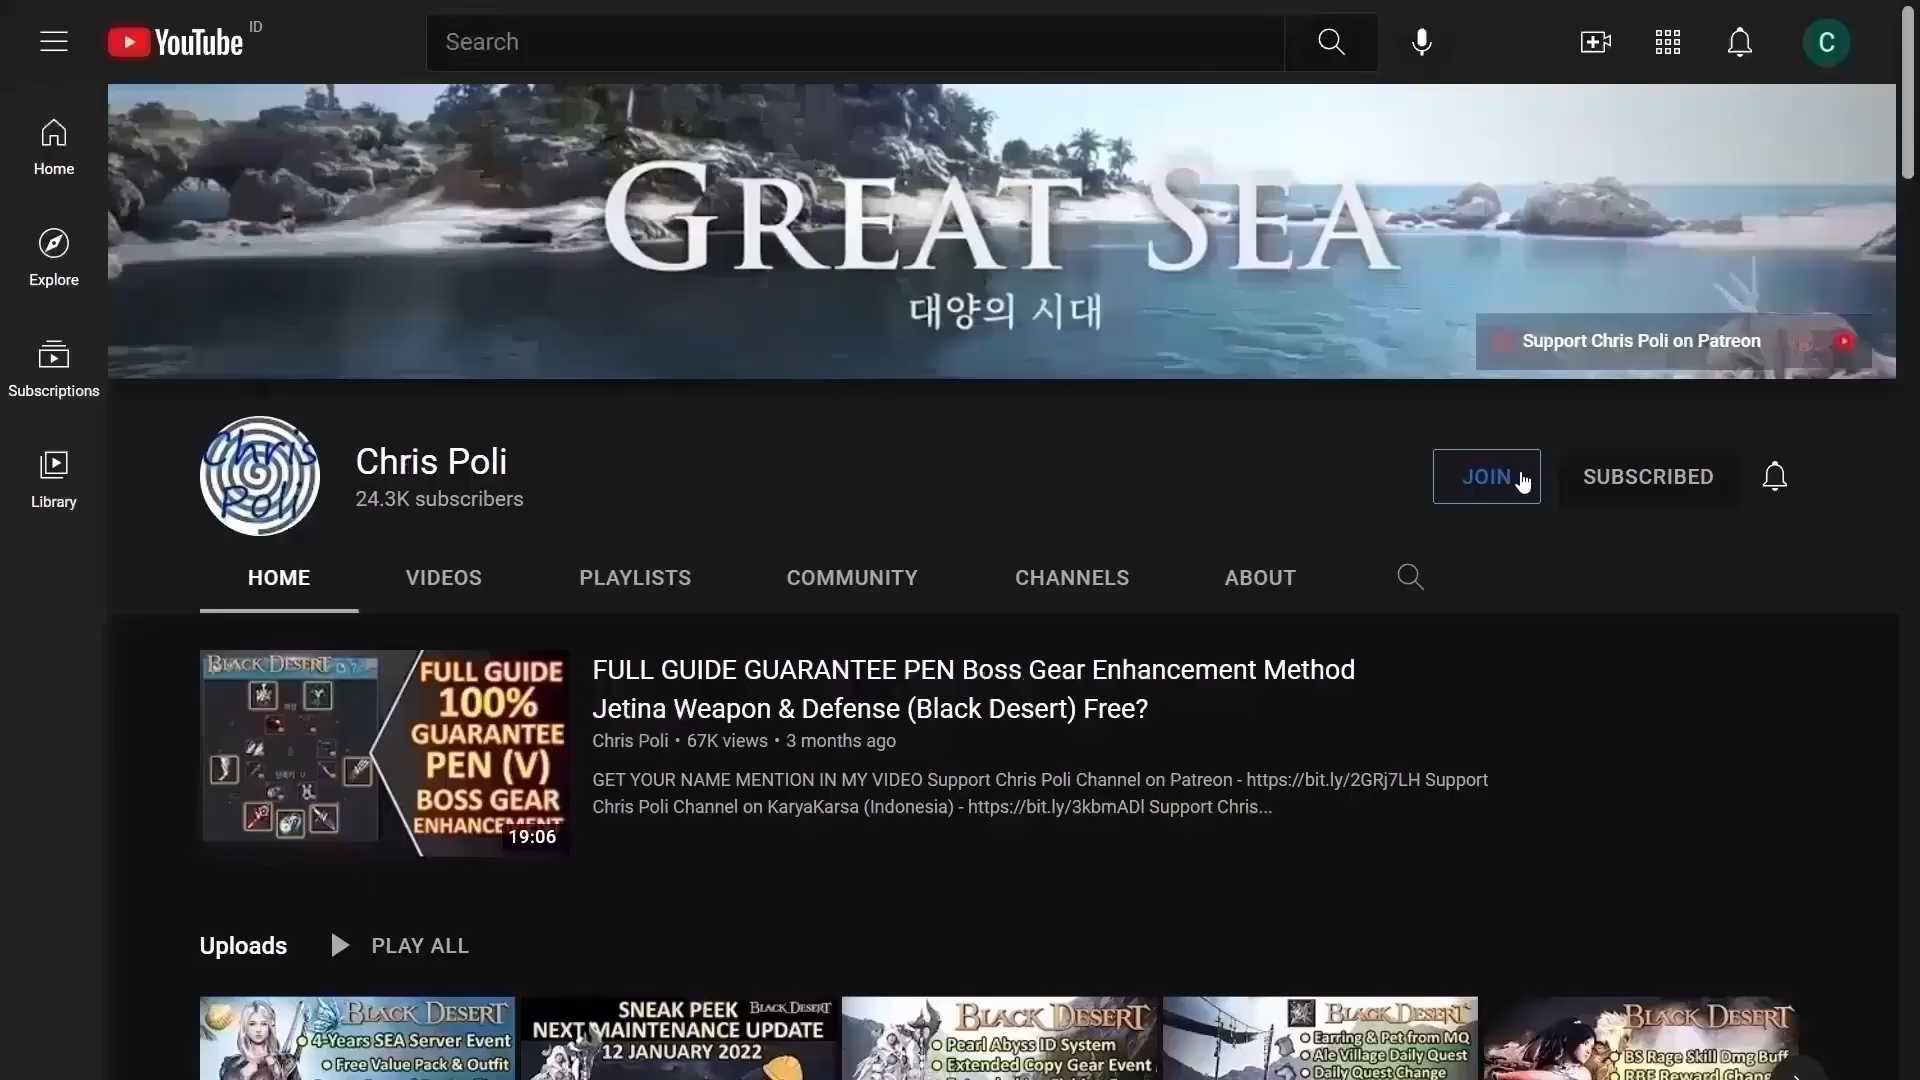 YouTube ID
Search
Home
Explore
Subscriptions
Library
C
GREAT SEA
대양의 시대
Support Chris Poli on Patreon
Chris Poli
Chris Poli
24.3K subscribers
JOIN
SUBSCRIBED
HOME VIDEOS PLAYLISTS COMMUNITY CHANNELS ABOUT
BLACK DESERT
FULL GUIDE
100%
GUARANTEE
PEN (V)
BOSS GEAR
ENHANCEMENT
19:06
FULL GUIDE GUARANTEE PEN Boss Gear Enhancement Method
Jetina Weapon & Defense (Black Desert) Free?
Chris Poli • 67K views • 3 months ago
GET YOUR NAME MENTION IN MY VIDEO Support Chris Poli Channel on Patreon - https://bit.ly/2GRj7LH Support
Chris Poli Channel on KaryaKarsa (Indonesia) - https://bit.ly/3kbmADl Support Chris...
Uploads PLAY ALL
BLACK DESERT
4-Years SEA Server Event
Free Value Pack & Outfit
SNEAK PEEK BLACK DESERT
NEXT MAINTENANCE UPDATE
12 JANUARY 2022
BLACK DESERT
Pearl Abyss ID System
Extended Copy Gear Event
BLACK DESERT
Earring & Pet from MQ
Ale Village Daily Quest
Daily Quest Change
BLACK DESERT
BS Rage Skill Dmg Buff